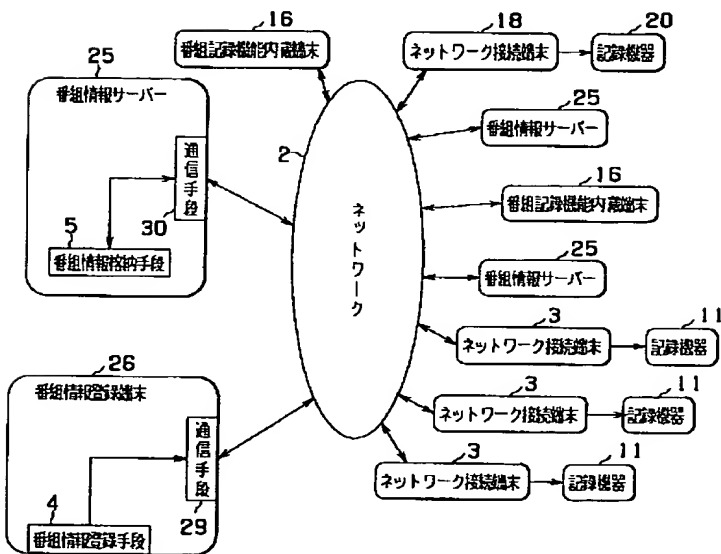 16
番組記録機能内蔵端末
18
ネットワーク接続端末
20
記録機器
25
番組情報サーバー
通信手段
30
5
番組情報格納手段
2
ネットワーク
25
番組情報サーバー
16
番組記録機能内蔵端末
25
番組情報サーバー
3
ネットワーク接続端末
11
記録機器
3
ネットワーク接続端末
11
記録機器
3
ネットワーク接続端末
11
記録機器
26
番組情報登録端末
通信手段
29
4
番組情報登録手段